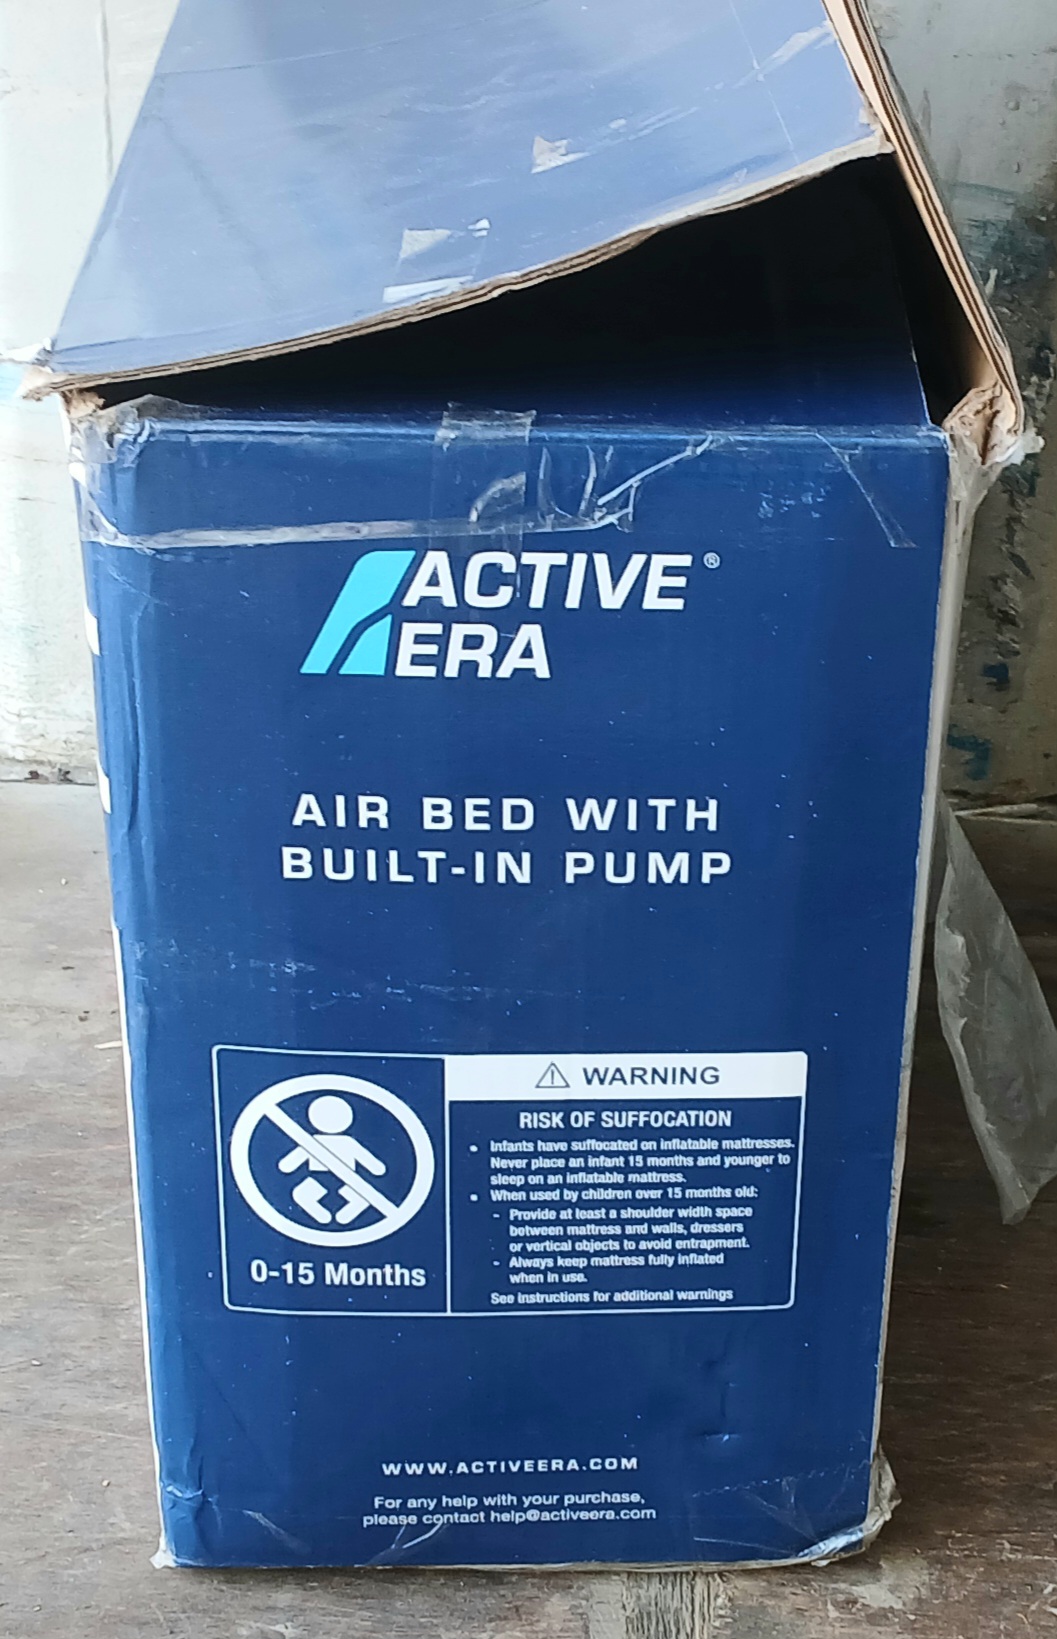 ACTIVE®
ERA
AIR BED WITH
BUILT-IN PUMP
0-15 Months
⚠ WARNING
RISK OF SUFFOCATION
• Infants have suffocated on inflatable mattresses.
Never place an infant 15 months and younger to
sleep on an inflatable mattress.
• When used by children over 15 months old:
- Provide at least a shoulder width space
between mattress and walls, dressers
or vertical objects to avoid entrapment.
- Always keep mattress fully inflated
when in use.
See instructions for additional warnings
WWW.ACTIVEERA.COM
For any help with your purchase,
please contact help@activeera.com